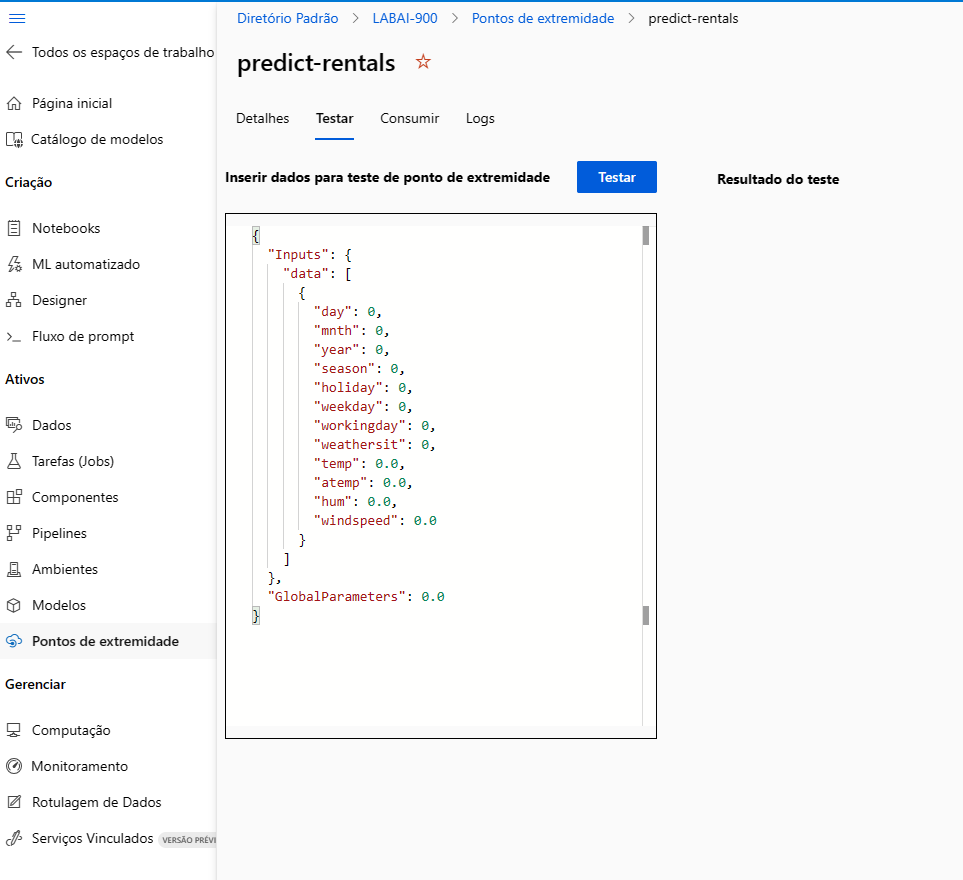 Diretório Padrão > LABAI-900 > Pontos de extremidade > predict-rentals
Todos os espaços de trabalho
Página inicial
Catálogo de modelos
Criação
Notebooks
ML automatizado
Designer
Fluxo de prompt
Ativos
Dados
Tarefas (Jobs)
Componentes
Pipelines
Ambientes
Modelos
Pontos de extremidade
Gerenciar
Computação
Monitoramento
Rotulagem de Dados
Serviços Vinculados VERSÃO PRÉVI
predict-rentals
Detalhes Testar Consumir Logs
Inserir dados para teste de ponto de extremidade Testar
{
  "Inputs": {
    "data": [
      {
        "day": 0,
        "mnth": 0,
        "year": 0,
        "season": 0,
        "holiday": 0,
        "weekday": 0,
        "workingday": 0,
        "weathersit": 0,
        "temp": 0.0,
        "atemp": 0.0,
        "hum": 0.0,
        "windspeed": 0.0
      }
    ]
  },
  "GlobalParameters": 0.0
}
Resultado do teste